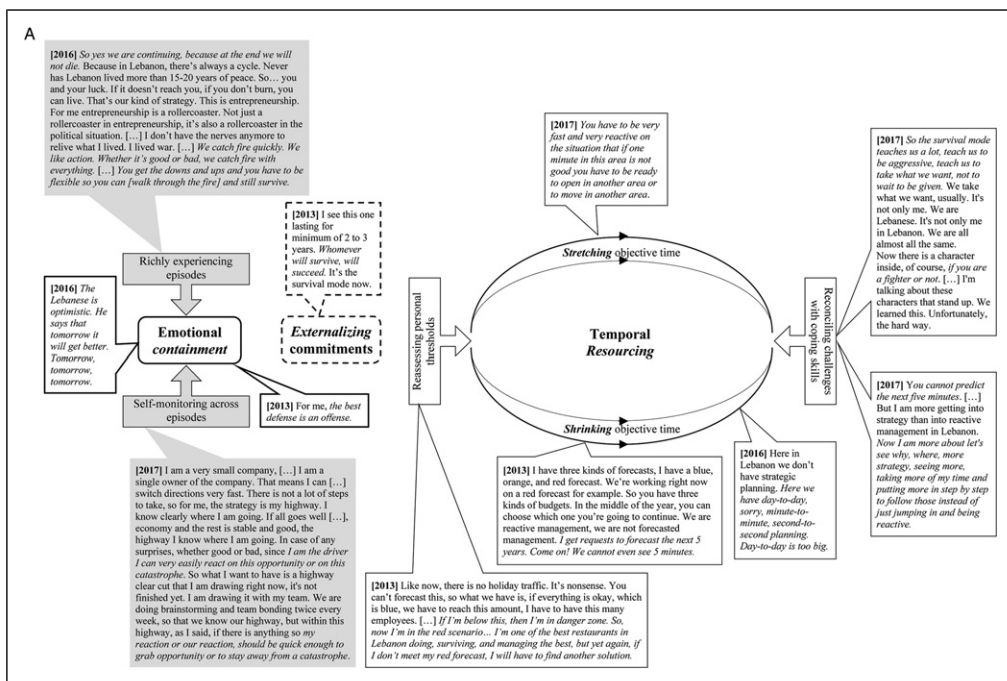 A
[2016] So yes we are continuing, because at the end we will
not die. Because in Lebanon, there's always a cycle. Never
has Lebanon lived more than 15-20 years of peace. So… you
and your luck. If it doesn't reach you, if you don't burn, you
can live. That's our kind of strategy. This is entrepreneurship.
For me entrepreneurship is a rollercoaster. Not just a
rollercoaster in entrepreneurship, it's also a rollercoaster in the
political situation. […] I don't have the nerves anymore to
relive what I lived. I lived war. […] We catch fire quickly. We
like action. Whether it's good or bad, we catch fire with
everything. […] You get the downs and ups and you have to be
flexible so you can [walk through the fire] and still survive.
Richly experiencing
episodes
[2016] The
Lebanese is
optimistic. He
says that
tomorrow it
will get better.
Tomorrow,
tomorrow,
tomorrow.
Emotional
containment
Self-monitoring across
episodes
[2013] For me, the best
defense is an offense.
[2017] I am a very small company, […] I am a
single owner of the company. That means I can […]
switch directions very fast. There is not a lot of steps
to take, so for me, the strategy is my highway. I
know clearly where I am going. If all goes well […],
economy and the rest is stable and good, the
highway I know where I am going. In case of any
surprises, whether good or bad, since I am the driver
I can very easily react on this opportunity or on this
catastrophe. So what I want to have is a highway
clear cut that I am drawing right now, it's not
finished yet. I am drawing it with my team. We are
doing brainstorming and team bonding twice every
week, so that we know our highway, but within this
highway, as I said, if there is anything so my
reaction or our reaction, should be quick enough to
grab opportunity or to stay away from a catastrophe.
[2013] I see this one
lasting for
minimum of 2 to 3
years. Whomever
will survive, will
succeed. It's the
survival mode now.
Externalizing
commitments
Reassessing personal
thresholds
[2017] You have to be very
fast and very reactive on
the situation that if one
minute in this area is not
good you have to be ready
to open in another area or
to move in another area.
Stretching objective time
Temporal
Resourcing
Shrinking objective time
[2013] I have three kinds of forecasts, I have a blue,
orange, and red forecast. We're working right now
on a red forecast for example. So you have three
kinds of budgets. In the middle of the year, you can
choose which one you're going to continue. We are
reactive management, we are not forecasted
management. I get requests to forecast the next 5
years. Come on! We cannot even see 5 minutes.
[2013] Like now, there is no holiday traffic. It's nonsense. You
can't forecast this, so what we have is, if everything is okay, which
is blue, we have to reach this amount, I have to have this many
employees. […] If I'm below this, then I'm in danger zone. So,
now I'm in the red scenario… I'm one of the best restaurants in
Lebanon doing, surviving, and managing the best, but yet again, if
I don't meet my red forecast, I will have to find another solution.
[2016] Here in
Lebanon we don't
have strategic
planning. Here we
have day-to-day,
sorry, minute-to-
minute, second-to-
second planning.
Day-to-day is too big.
Reconciling challenges
with coping skills
[2017] So the survival mode
teaches us a lot, teach us to
be aggressive, teach us to
take what we want, not to
wait to be given. We take
what we want, usually. It's
not only me. We are
Lebanese. It's not only me
in Lebanon. We are all
almost all the same.
Now there is a character
inside, of course, if you are
a fighter or not. […] I'm
talking about these
characters that stand up. We
learned this. Unfortunately,
the hard way.
[2017] You cannot predict
the next five minutes. […]
But I am more getting into
strategy than into reactive
management in Lebanon.
Now I am more about let's
see why, where, more
strategy, seeing more,
taking more of my time and
putting more in step by step
to follow those instead of
just jumping in and being
reactive.